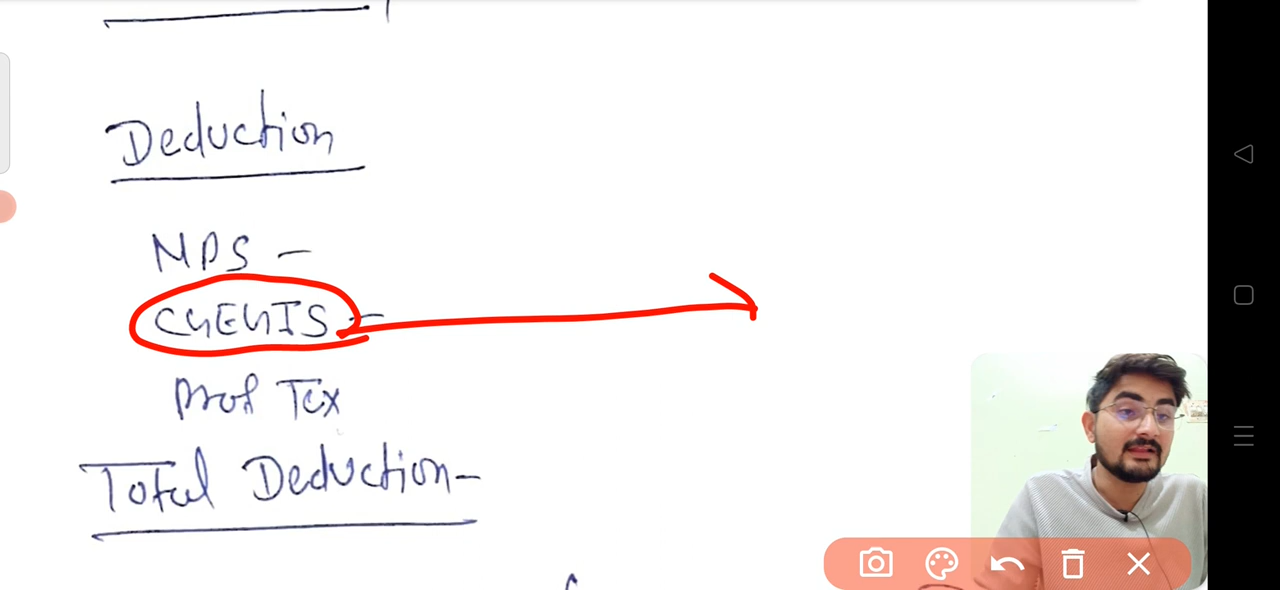 Deduction
NPS -
CGEGIS -
Prof Tax
Total Deduction-